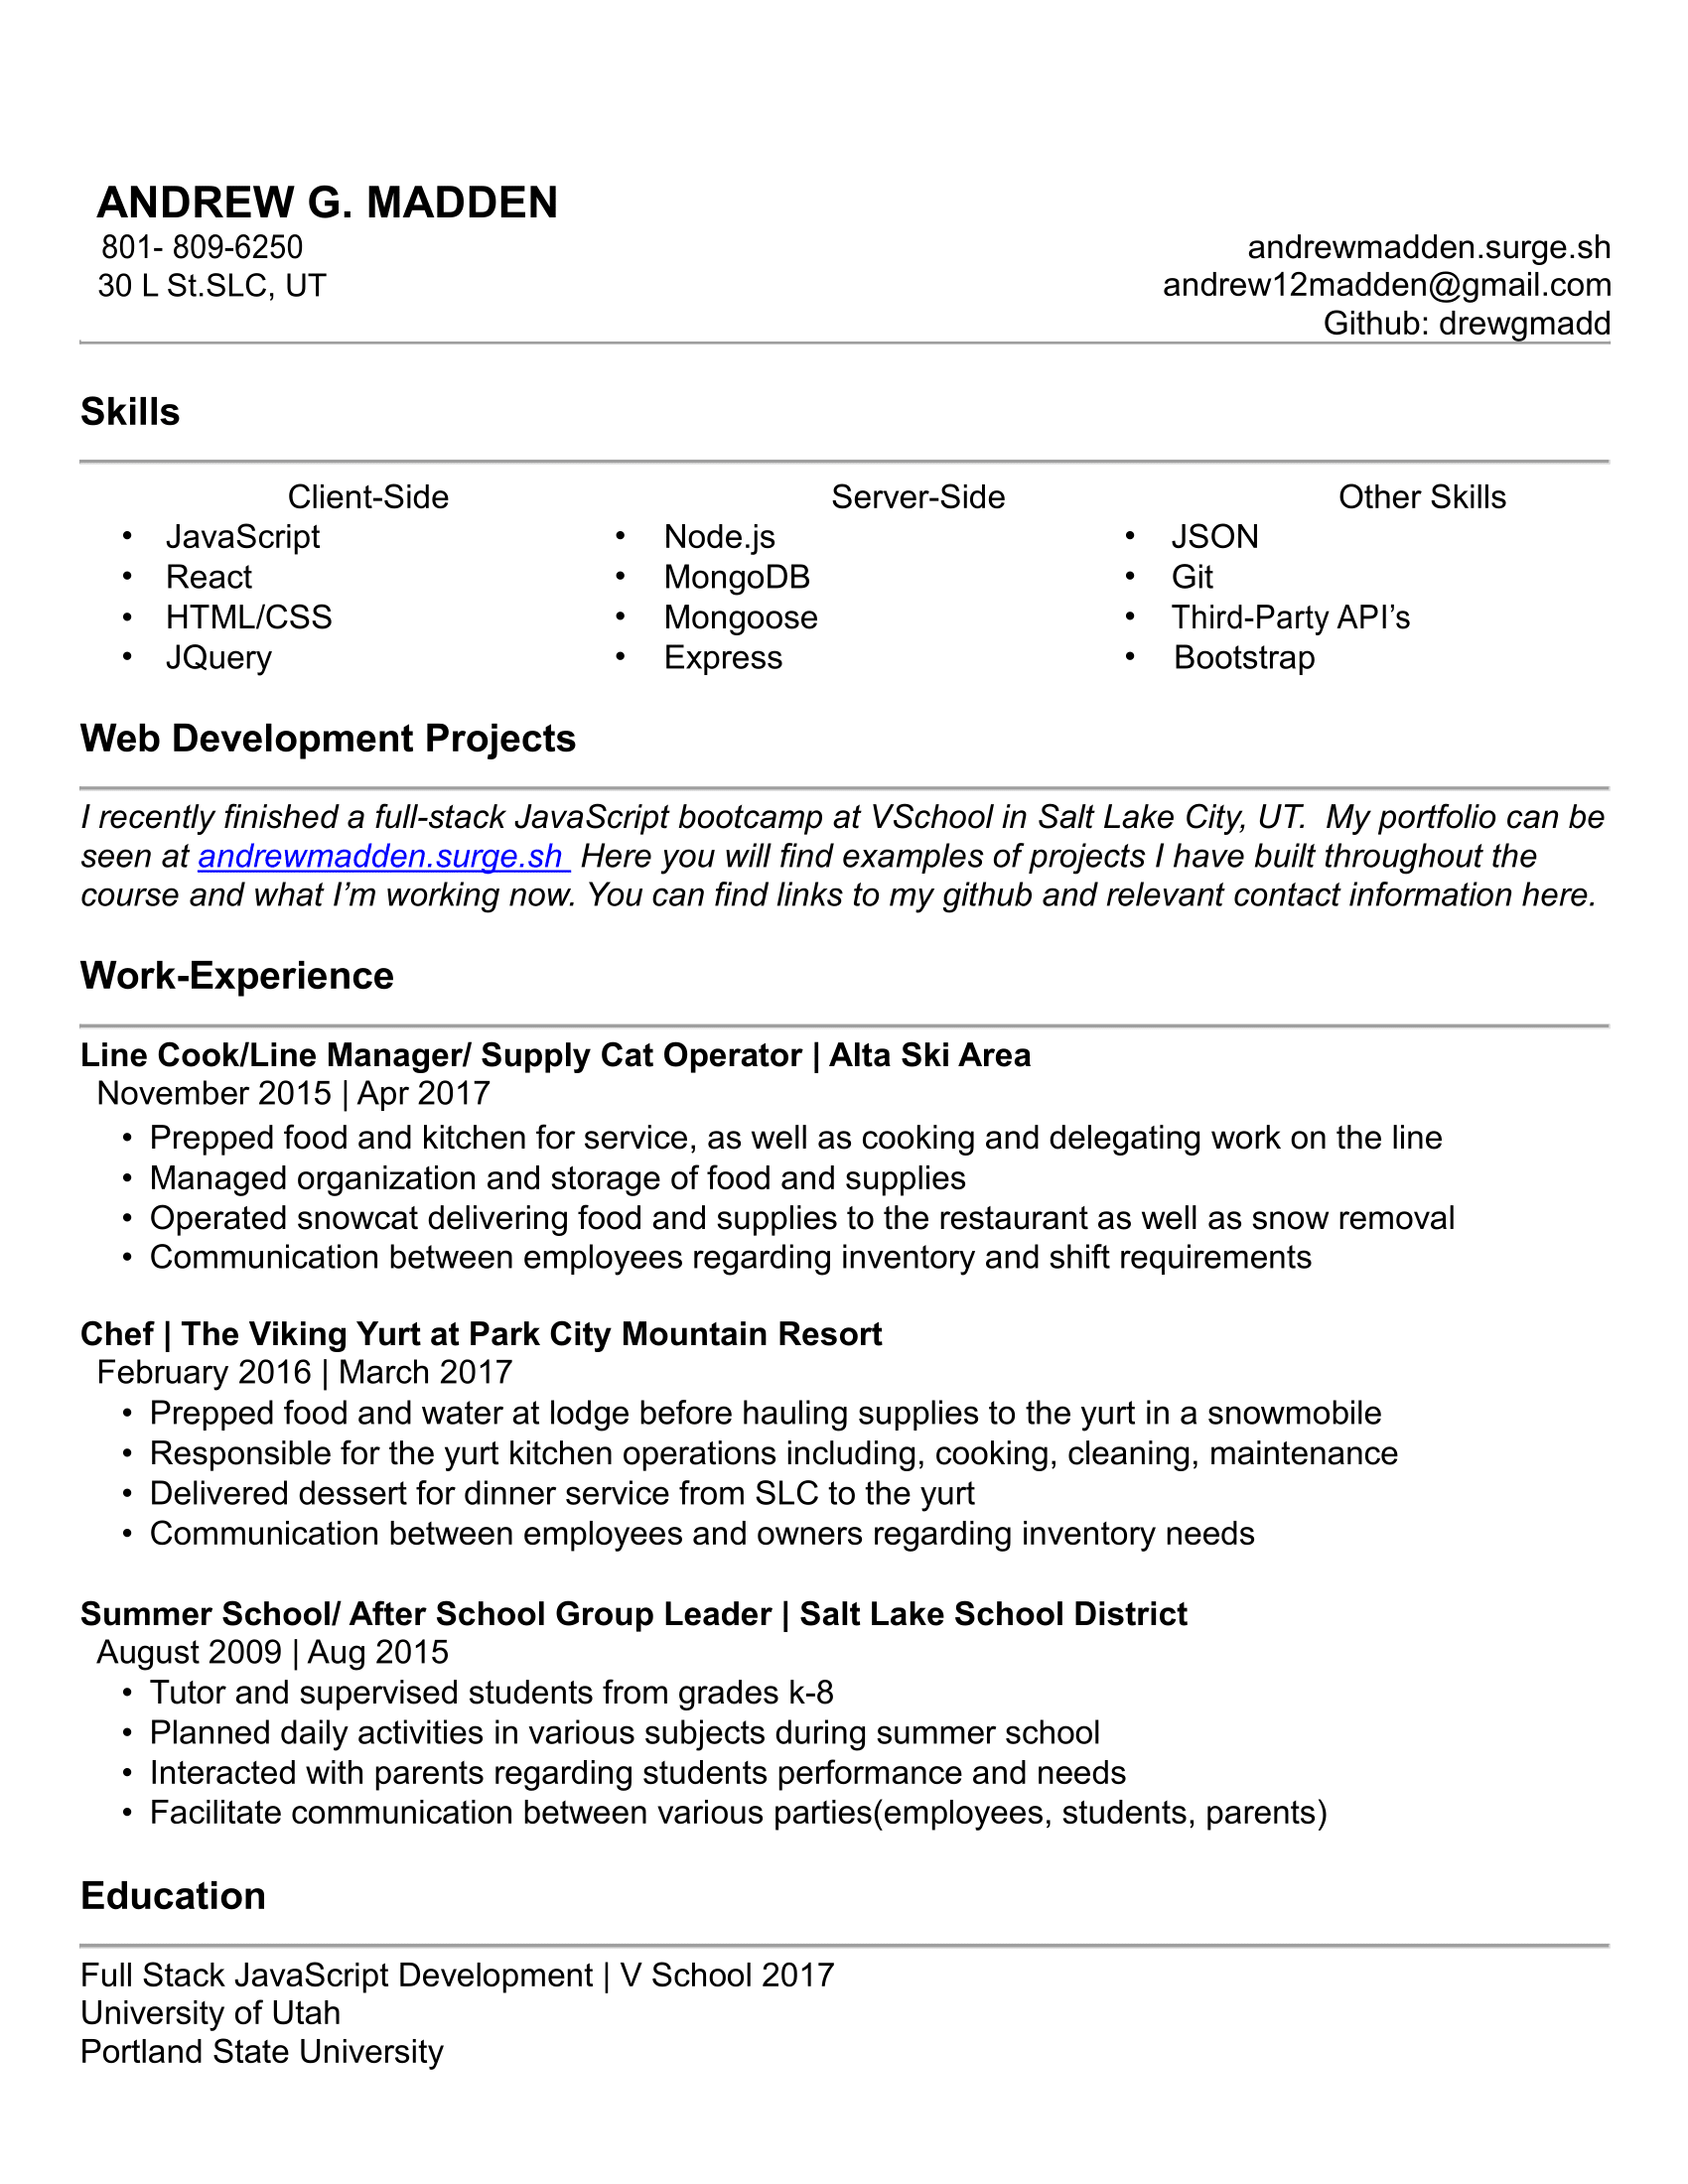 ANDREW G. MADDEN
801- 809-6250
andrewmadden.surge.sh
30 L St.SLC, UT
andrew12madden@gmail.com
Github: drewgmadd
Skills
Client-Side
• JavaScript
• React
• HTML/CSS
• JQuery
Server-Side
• Node.js
• MongoDB
• Mongoose
• Express
Other Skills
• JSON
• Git
• Third-Party API’s
• Bootstrap
Web Development Projects
I recently finished a full-stack JavaScript bootcamp at VSchool in Salt Lake City, UT. My portfolio can be
seen at andrewmadden.surge.sh Here you will find examples of projects I have built throughout the
course and what I’m working now. You can find links to my github and relevant contact information here.
Work-Experience
Line Cook/Line Manager/ Supply Cat Operator | Alta Ski Area
November 2015 | Apr 2017
• Prepped food and kitchen for service, as well as cooking and delegating work on the line
• Managed organization and storage of food and supplies
• Operated snowcat delivering food and supplies to the restaurant as well as snow removal
• Communication between employees regarding inventory and shift requirements
Chef | The Viking Yurt at Park City Mountain Resort
February 2016 | March 2017
• Prepped food and water at lodge before hauling supplies to the yurt in a snowmobile
• Responsible for the yurt kitchen operations including, cooking, cleaning, maintenance
• Delivered dessert for dinner service from SLC to the yurt
• Communication between employees and owners regarding inventory needs
Summer School/ After School Group Leader | Salt Lake School District
August 2009 | Aug 2015
• Tutor and supervised students from grades k-8
• Planned daily activities in various subjects during summer school
• Interacted with parents regarding students performance and needs
• Facilitate communication between various parties(employees, students, parents)
Education
Full Stack JavaScript Development | V School 2017
University of Utah
Portland State University